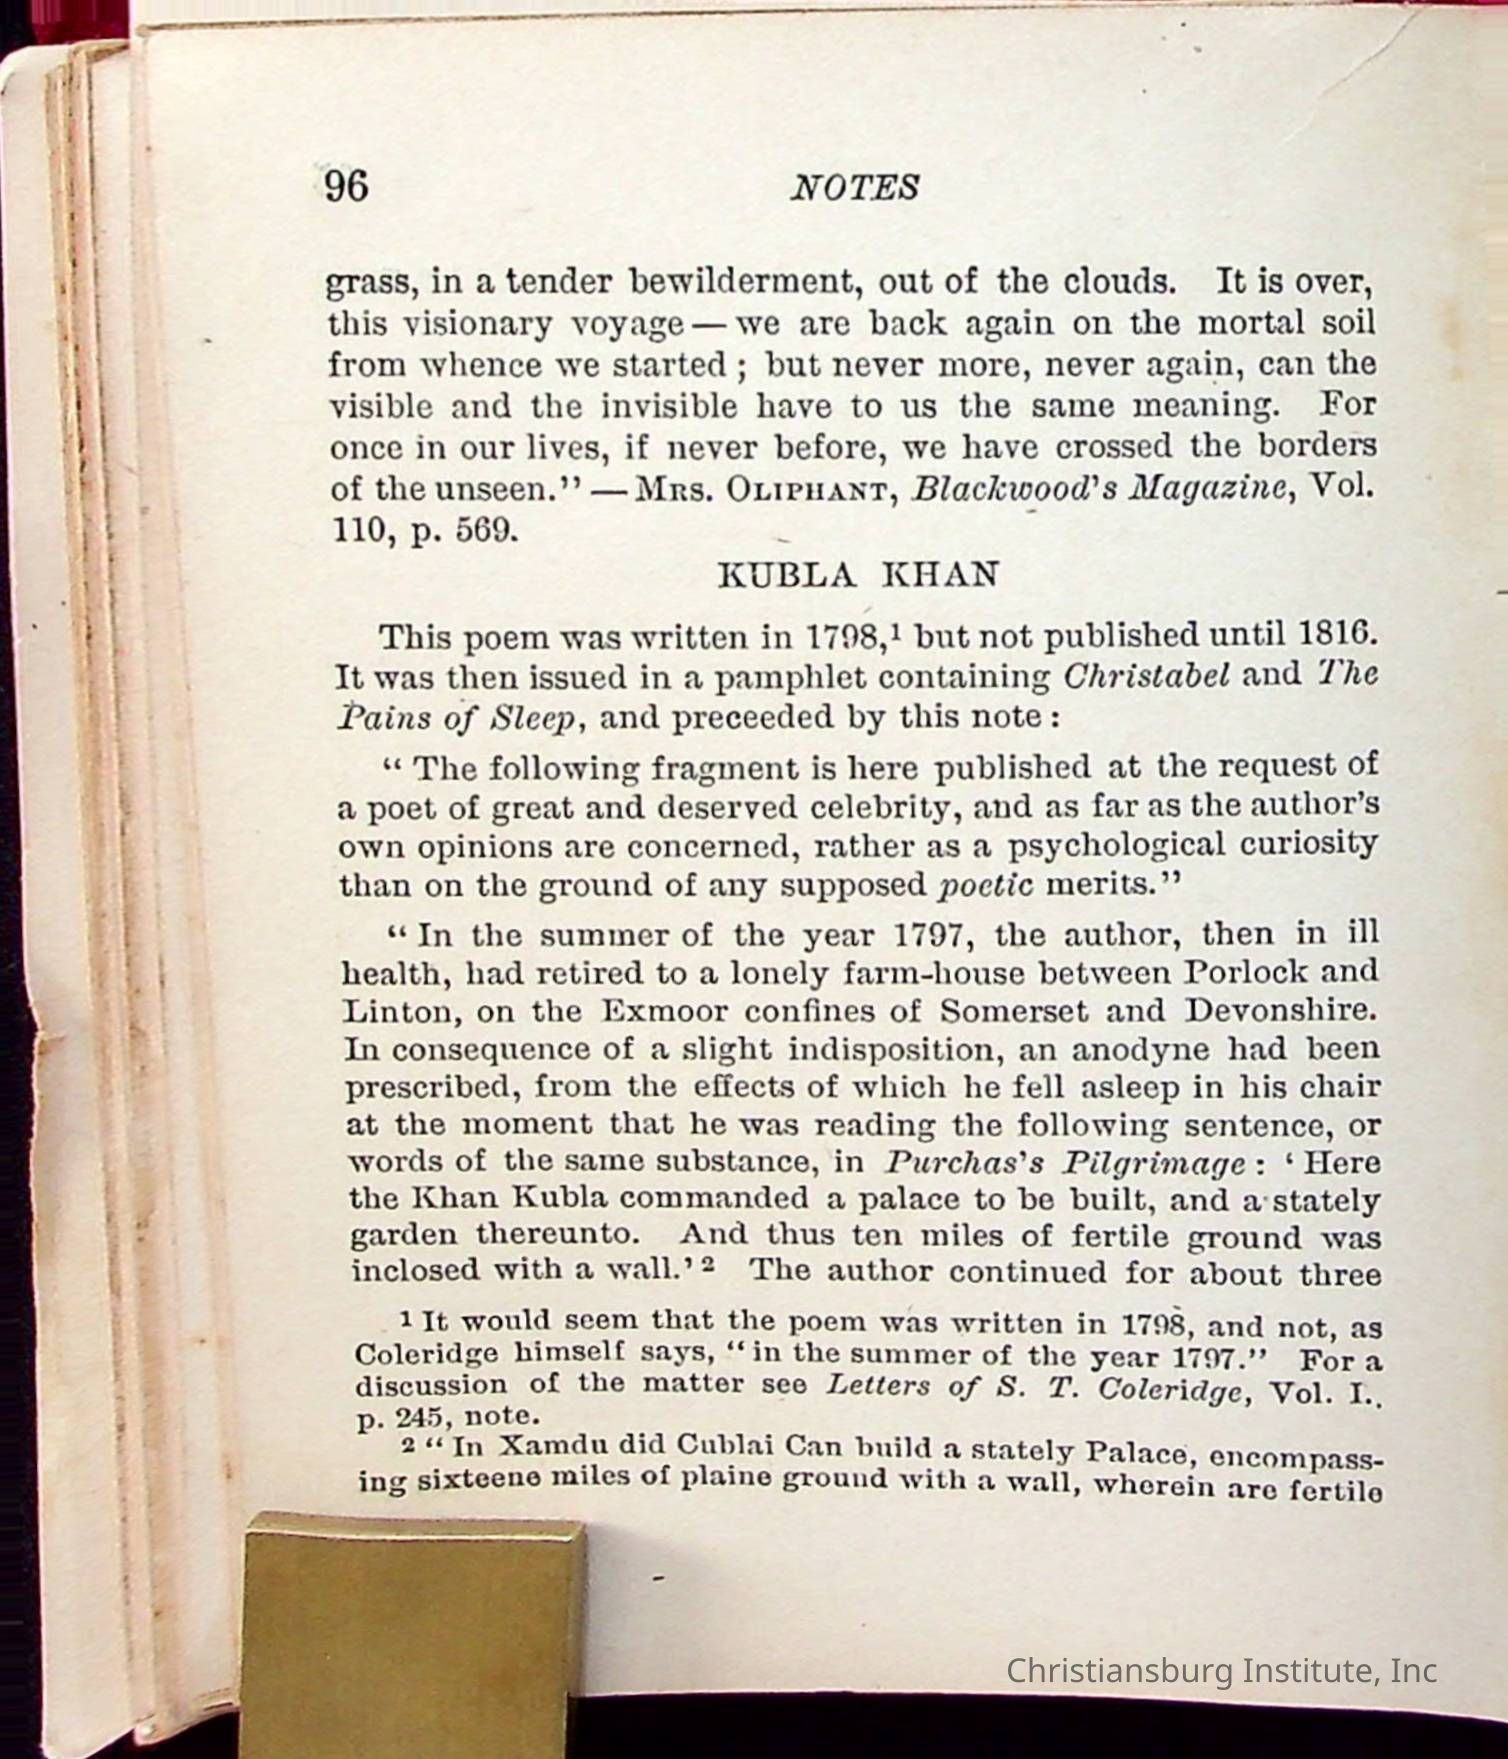 96
NOTES
grass, in a tender bewilderment, out of the clouds. It is over,
this visionary voyage — we are back again on the mortal soil
from whence we started ; but never more, never again, can the
visible and the invisible have to us the same meaning. For
once in our lives, if never before, we have crossed the borders
of the unseen." — MRS. OLIPHANT, Blackwood's Magazine, Vol.
110, p. 569.
KUBLA KHAN
This poem was written in 1798,¹ but not published until 1816.
It was then issued in a pamphlet containing Christabel and The
Pains of Sleep, and preceeded by this note :
" The following fragment is here published at the request of
a poet of great and deserved celebrity, and as far as the author's
own opinions are concerned, rather as a psychological curiosity
than on the ground of any supposed poetic merits."
" In the summer of the year 1797, the author, then in ill
health, had retired to a lonely farm-house between Porlock and
Linton, on the Exmoor confines of Somerset and Devonshire.
In consequence of a slight indisposition, an anodyne had been
prescribed, from the effects of which he fell asleep in his chair
at the moment that he was reading the following sentence, or
words of the same substance, in Purchas's Pilgrimage : ' Here
the Khan Kubla commanded a palace to be built, and a stately
garden thereunto. And thus ten miles of fertile ground was
inclosed with a wall.' ² The author continued for about three
¹ It would seem that the poem was written in 1798, and not, as
Coleridge himself says, " in the summer of the year 1797." For a
discussion of the matter see Letters of S. T. Coleridge, Vol. I.,
p. 245, note.
² " In Xamdu did Cublai Can build a stately Palace, encompass-
ing sixteene miles of plaine ground with a wall, wherein are fertile
Christiansburg Institute, Inc